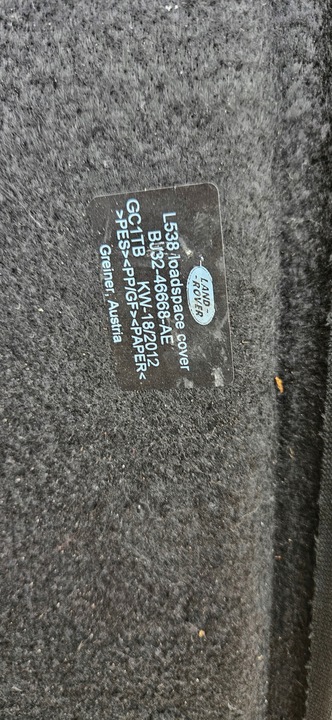 LAND
-ROVER
L538 loadspace cover
BJ32-46668-AE
GC1TB KW-18/2012
>PES<>PP/GF><PAPER<
Greiner, Austria